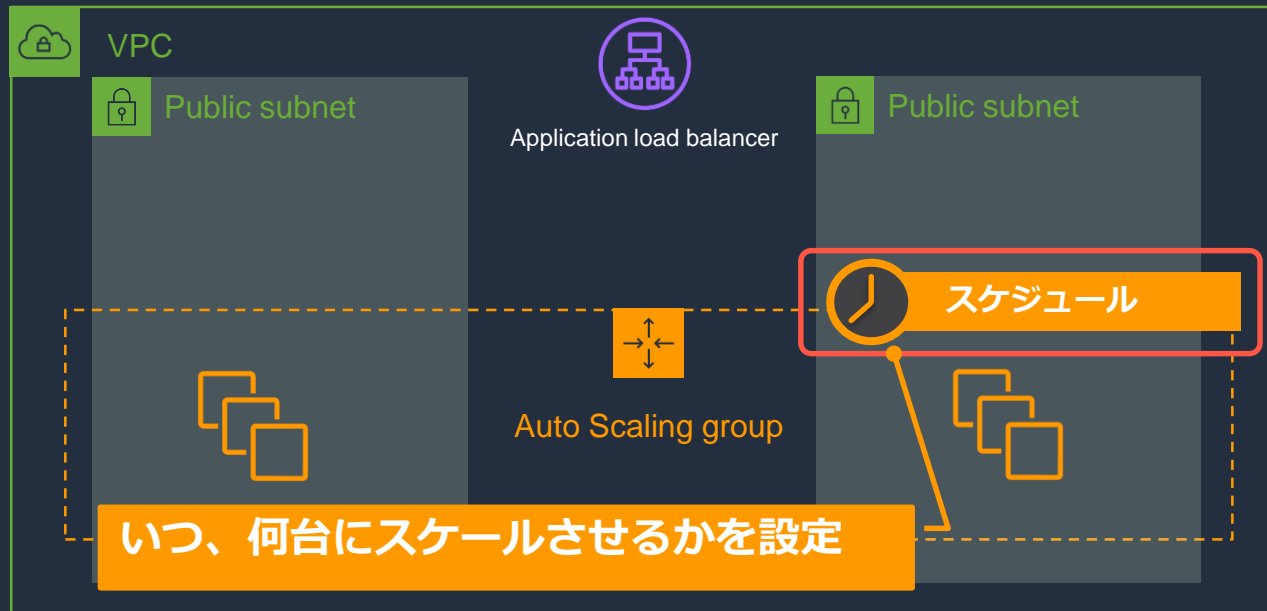 VPC
Public subnet
Application load balancer
Public subnet
スケジュール
Auto Scaling group
いつ、何台にスケールさせるかを設定